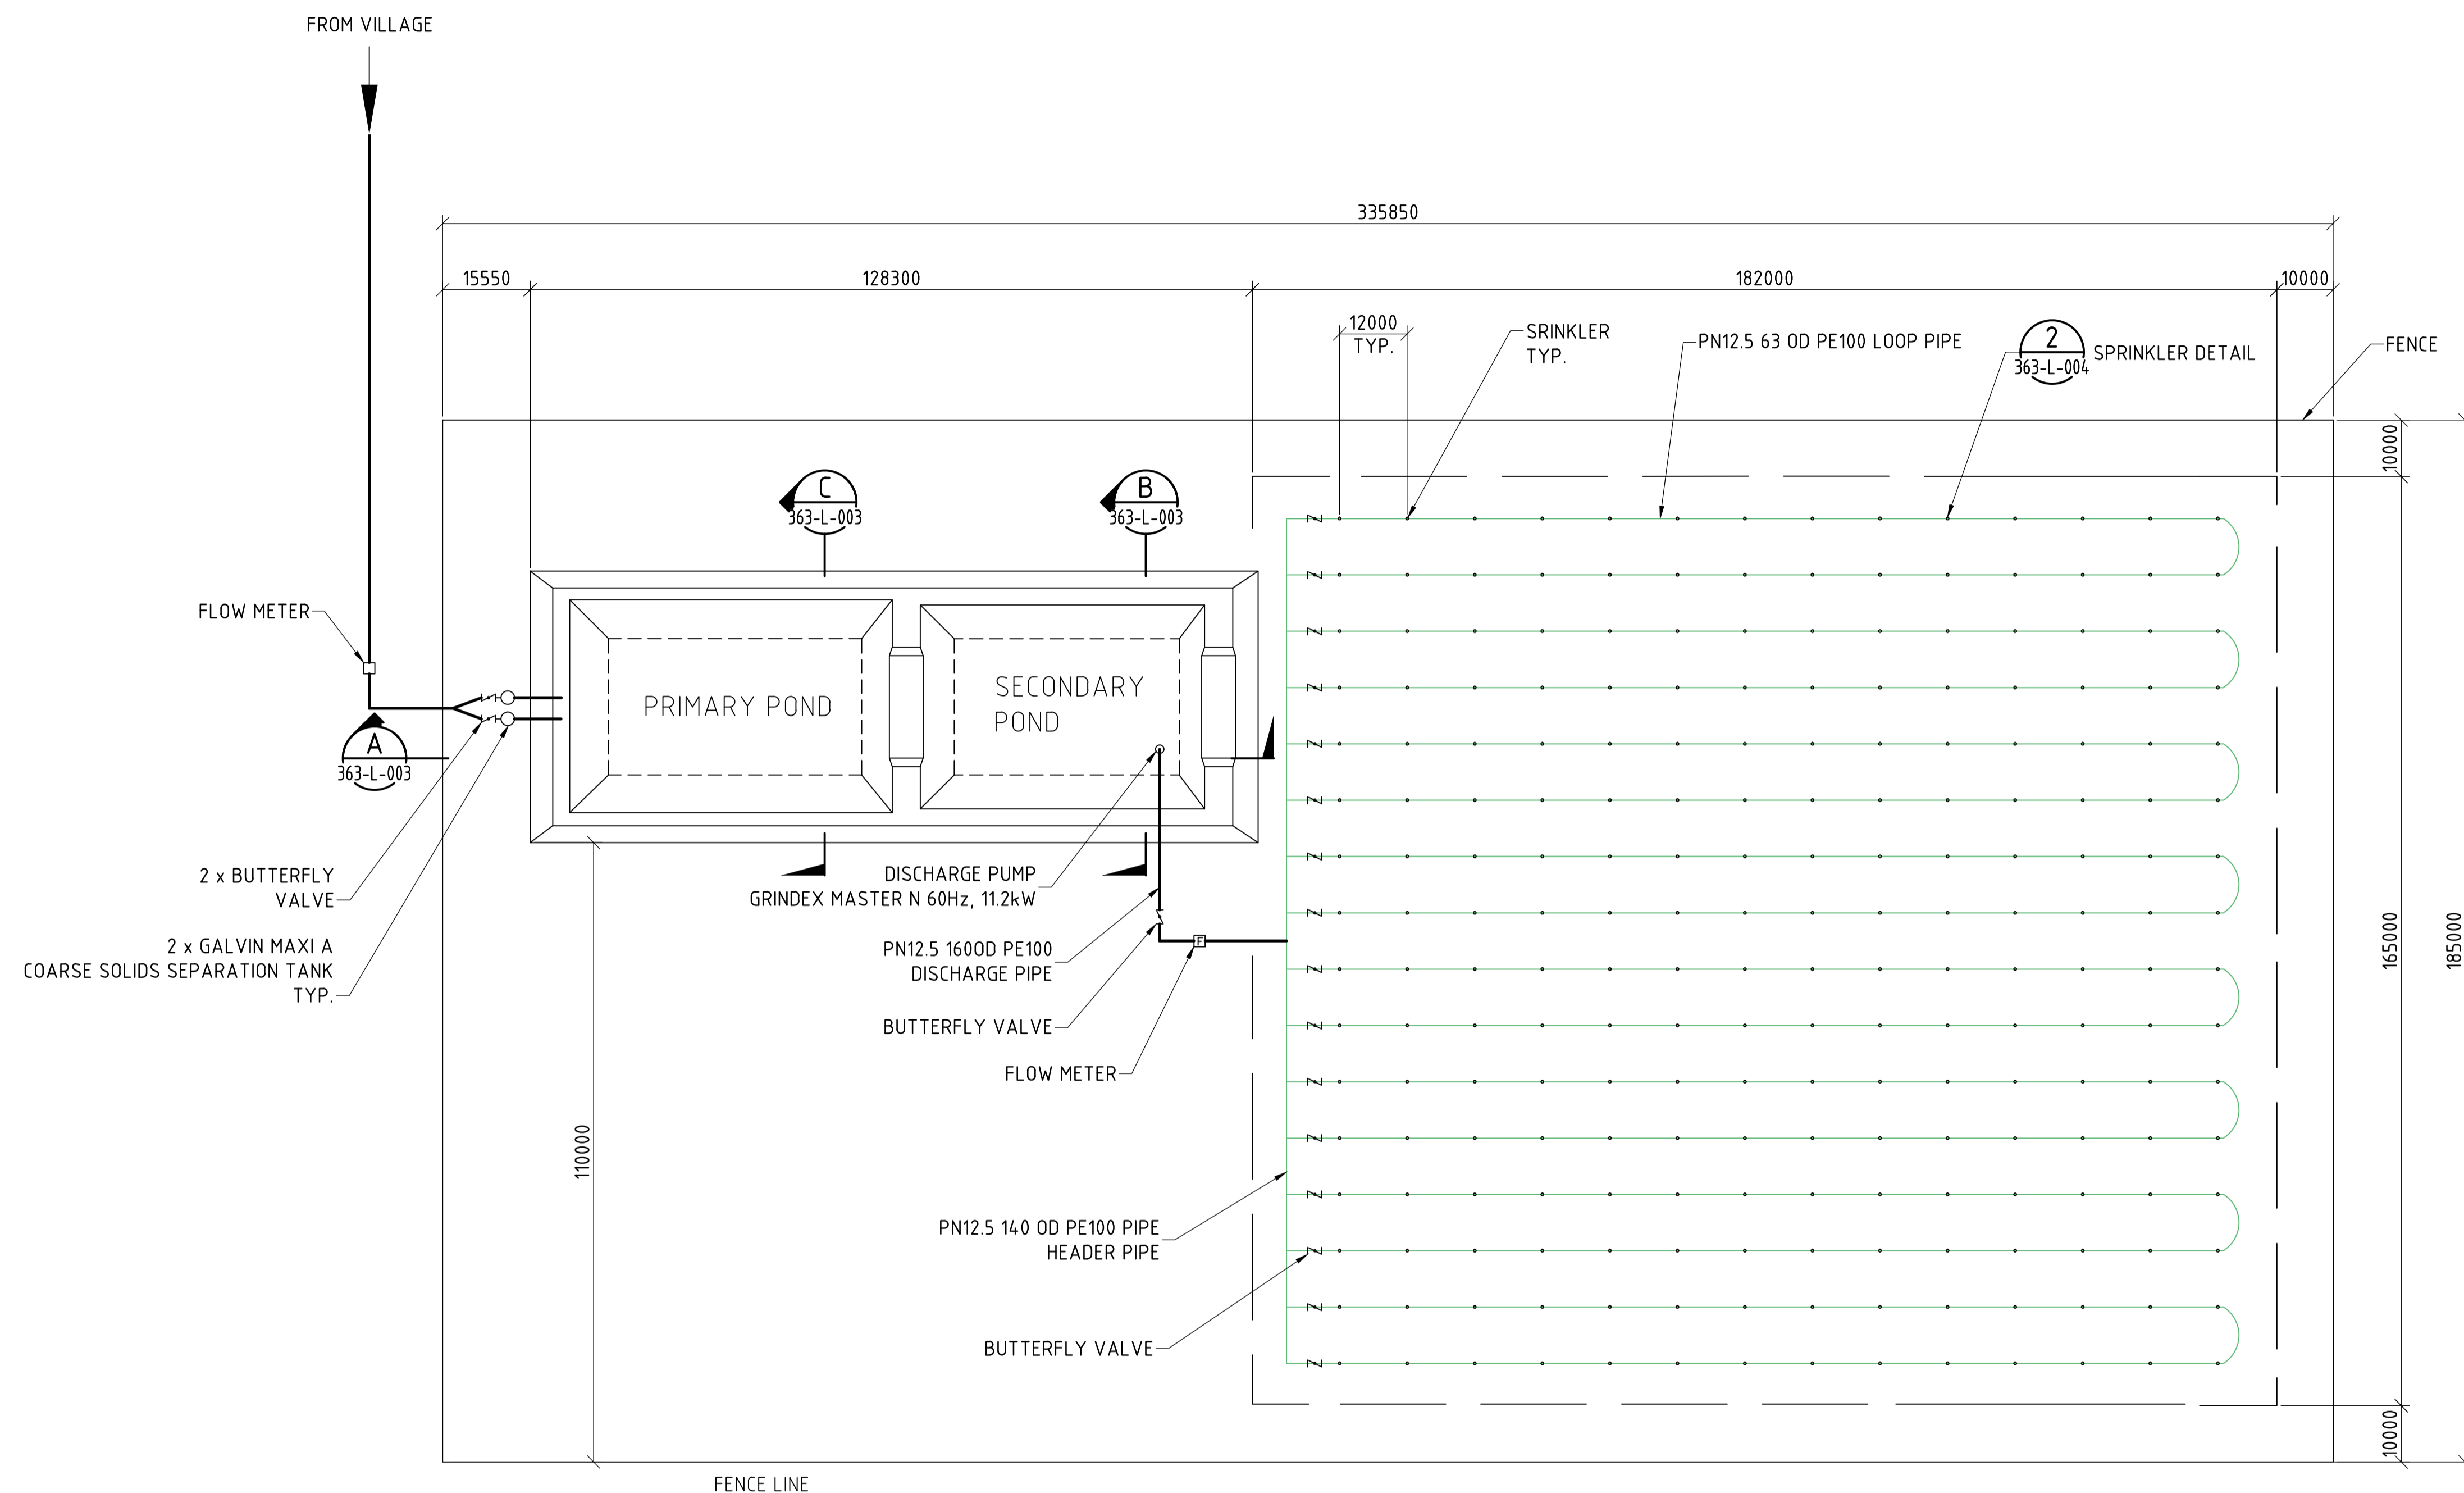 FROM VILLAGE
335850
15550
128300
182000
10000
12000
TYP.
SRINKLER
TYP.
PN12.5 63 OD PE100 LOOP PIPE
2
363-L-004
SPRINKLER DETAIL
FENCE
10000
C
363-L-003
B
363-L-003
FLOW METER
PRIMARY POND
SECONDARY
POND
A
363-L-003
2 x BUTTERFLY
VALVE
2 x GALVIN MAXI A
COARSE SOLIDS SEPARATION TANK
TYP.
DISCHARGE PUMP
GRINDEX MASTER N 60Hz, 11.2kW
PN12.5 160OD PE100
DISCHARGE PIPE
F
BUTTERFLY VALVE
FLOW METER
165000
185000
110000
PN12.5 140 OD PE100 PIPE
HEADER PIPE
BUTTERFLY VALVE
10000
FENCE LINE